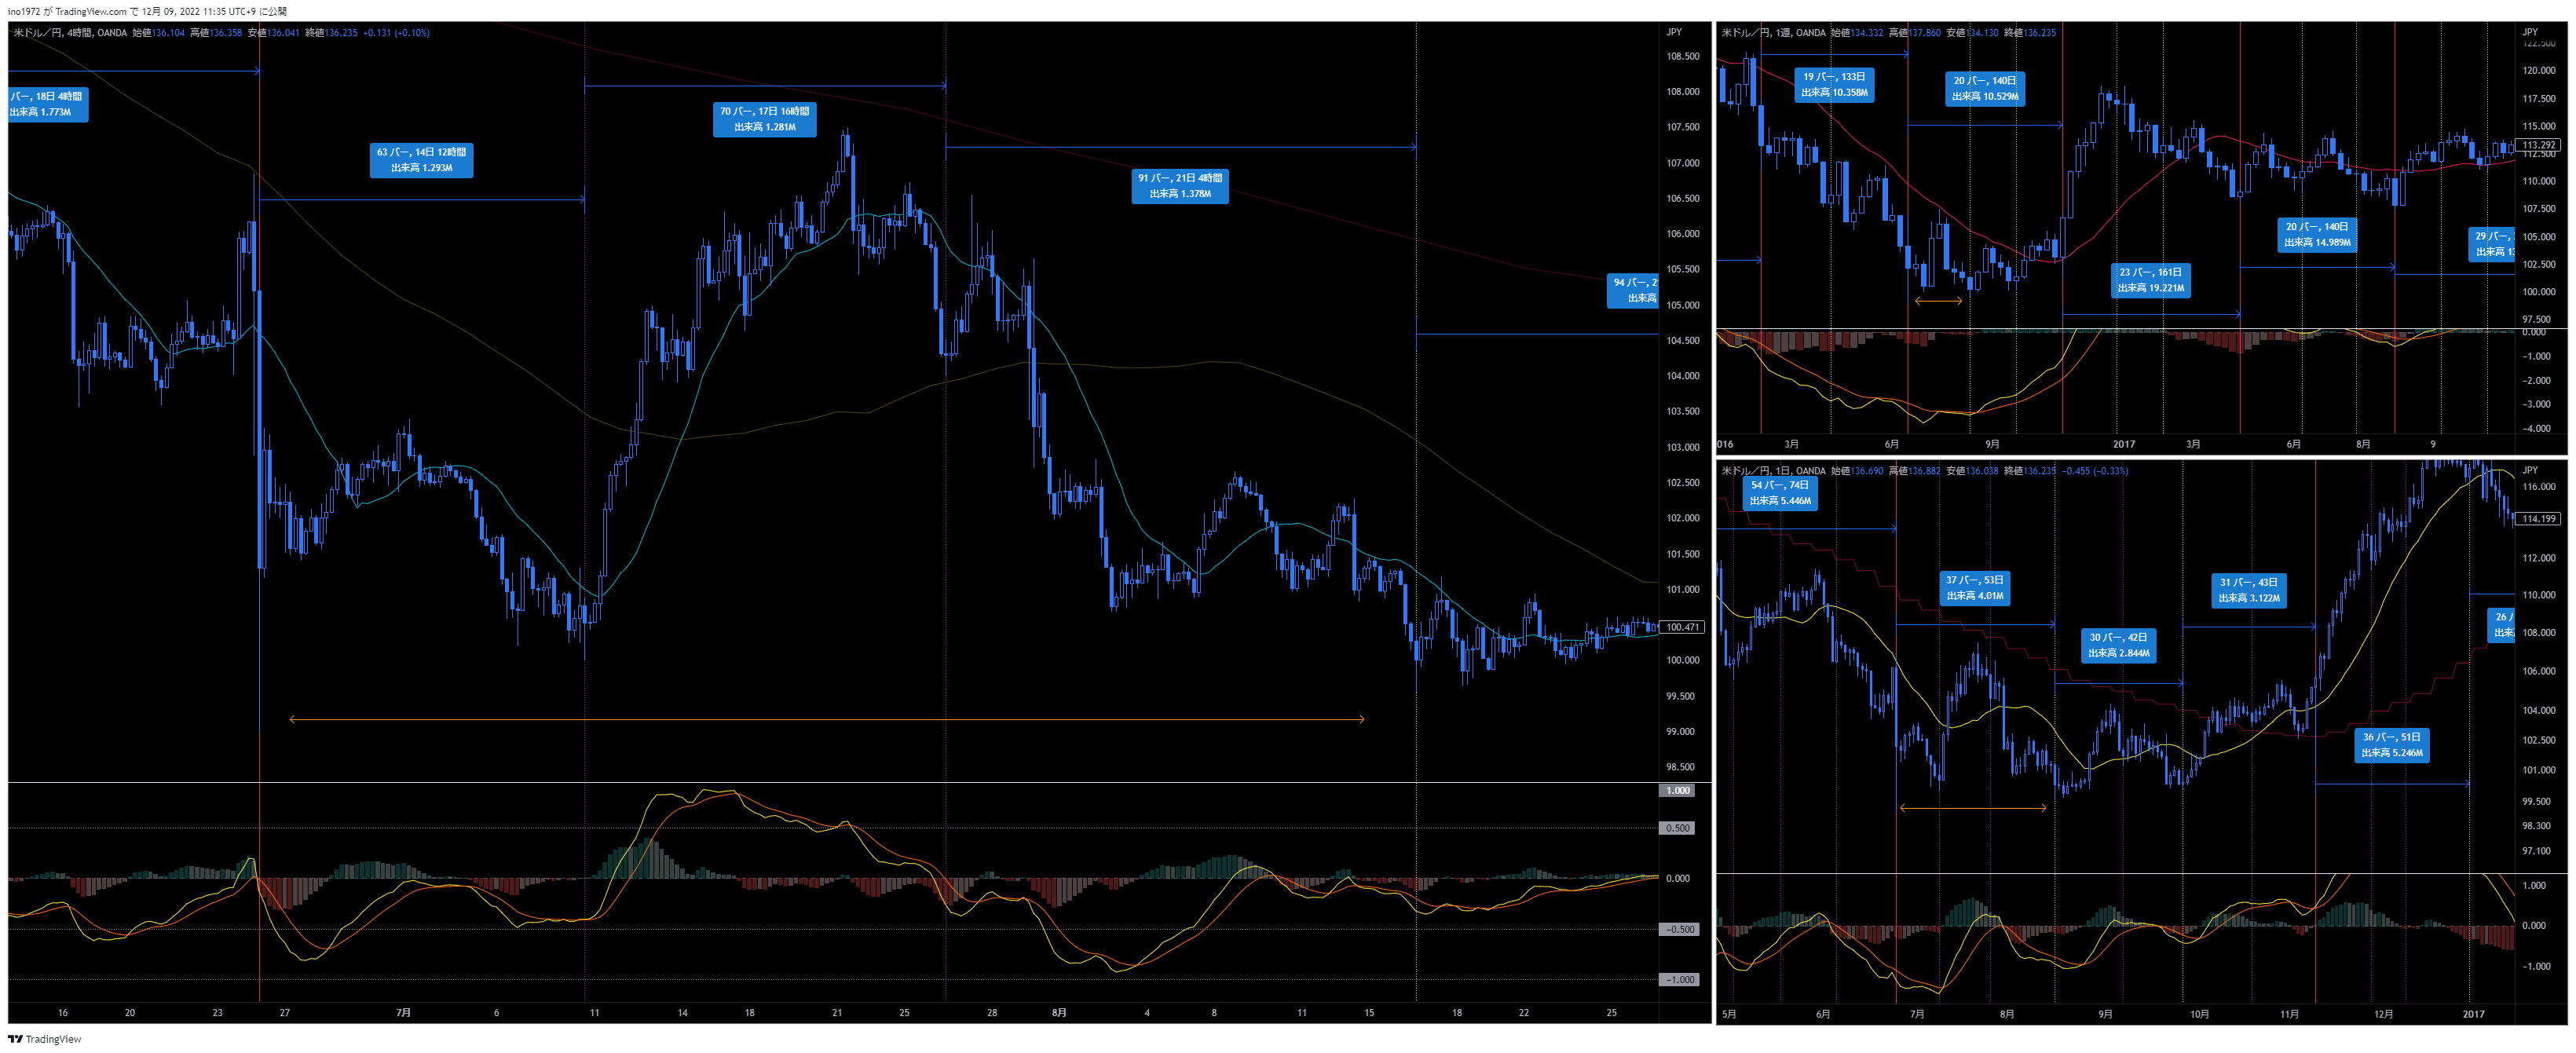 ino1972 が TradingView.com で 12月 09, 2022 11:35 UTC+9 に公開
米ドル／円, 4時間, OANDA 始値136.104 高値136.358 安値136.041 終値136.235 +0.131 (+0.10%)
JPY
バー, 18日 4時間
出来高 1.773M
63 バー, 14日 12時間
出来高 1.293M
70 バー, 17日 16時間
出来高 1.281M
91 バー, 21日 4時間
出来高 1.378M
94 バー, 2
出来高
108.500
108.000
107.500
107.000
106.500
106.000
105.500
105.000
104.500
104.000
103.500
103.000
102.500
102.000
101.500
101.000
100.471
100.000
99.500
99.000
98.500
1.000
0.500
0.000
−0.500
−1.000
16 20 23 27 7月 6 11 14 18 21 25 28 8月 4 8 11 15 18 22 25
米ドル／円, 1週, OANDA 始値134.332 高値137.860 安値134.130 終値136.235
JPY
19 バー, 133日
出来高 10.358M
20 バー, 140日
出来高 10.529M
23 バー, 161日
出来高 19.221M
20 バー, 140日
出来高 14.989M
29 バー,
出来高 1
122.500
120.000
117.500
115.000
113.292
112.500
110.000
107.500
105.000
102.500
100.000
97.500
0.000
−1.000
−2.000
−3.000
−4.000
016 3月 6月 9月 2017 3月 6月 8月 9
米ドル／円, 1日, OANDA 始値136.690 高値136.882 安値136.038 終値136.235 −0.455 (−0.33%)
JPY
54 バー, 74日
出来高 5.446M
37 バー, 53日
出来高 4.01M
30 バー, 42日
出来高 2.844M
31 バー, 43日
出来高 3.122M
36 バー, 51日
出来高 5.246M
26 バ
出来
116.000
114.199
112.000
110.000
108.000
106.000
104.000
102.500
101.000
99.500
98.300
97.100
1.000
0.000
−1.000
5月 6月 7月 8月 9月 10月 11月 12月 2017
TradingView